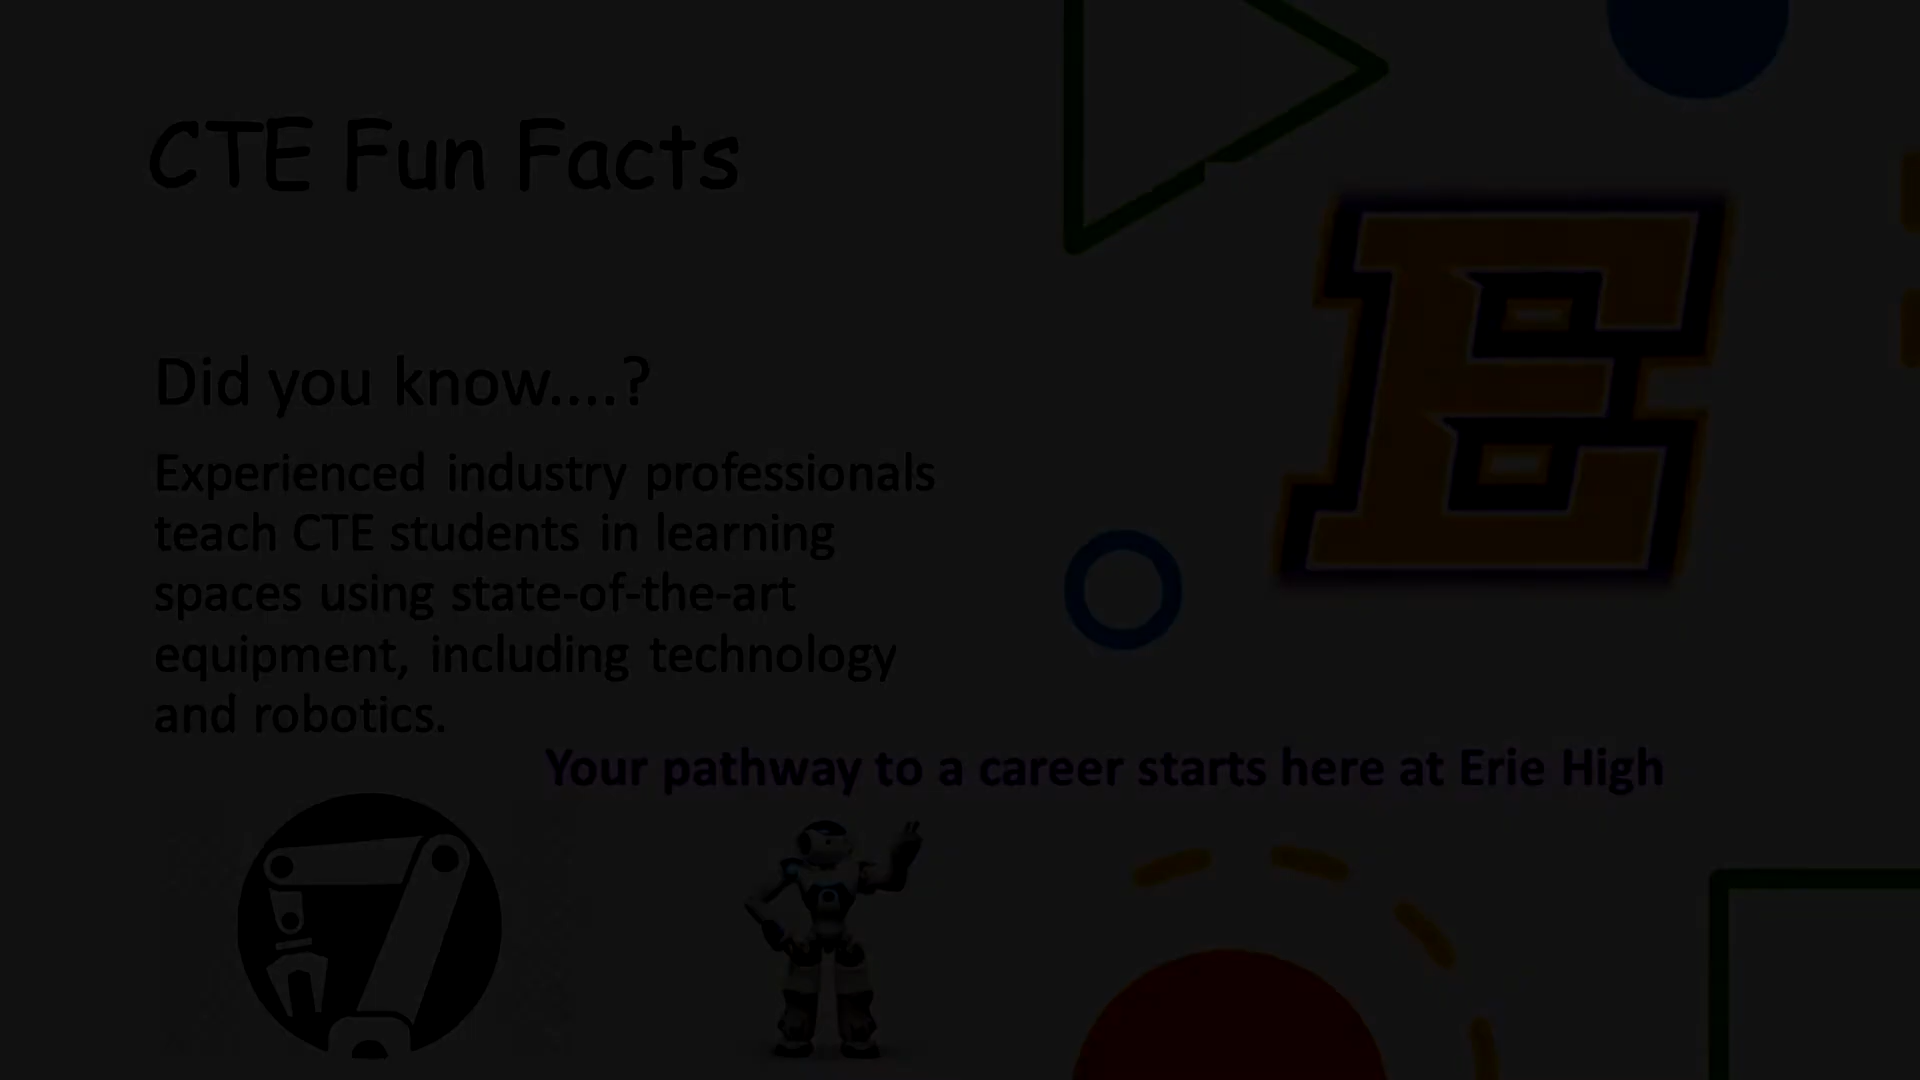 CTE Fun Facts
Did you know....?
Experienced industry professionals
teach CTE students in learning
spaces using state-of-the-art
equipment, including technology
and robotics.
Your pathway to a career starts here at Erie High
E